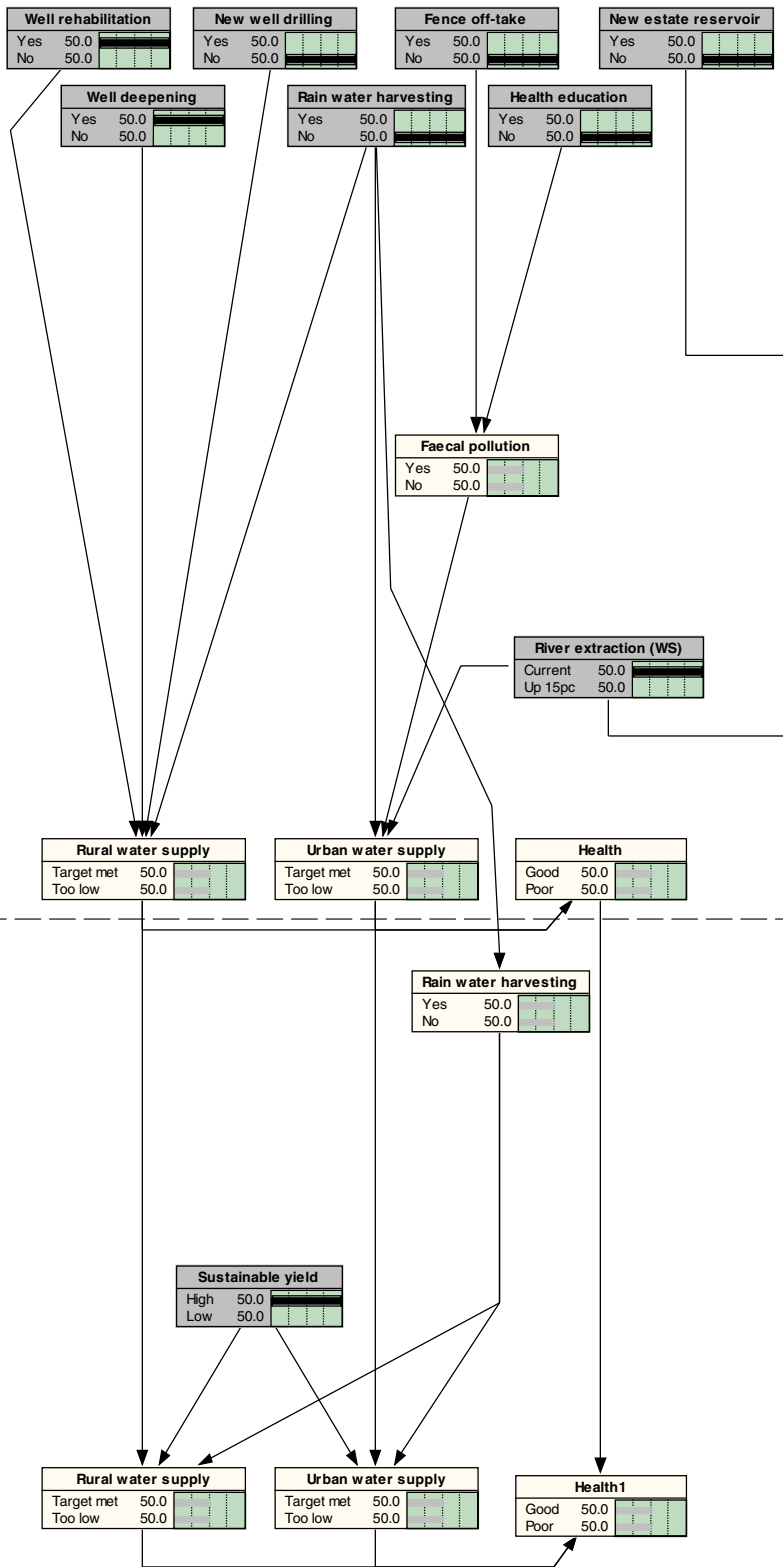 Well rehabilitation
Yes 50.0
No 50.0
New well drilling
Yes 50.0
No 50.0
Fence off-take
Yes 50.0
No 50.0
New estate reservoir
Yes 50.0
No 50.0
Well deepening
Yes 50.0
No 50.0
Rain water harvesting
Yes 50.0
No 50.0
Health education
Yes 50.0
No 50.0
Faecal pollution
Yes 50.0
No 50.0
River extraction (WS)
Current 50.0
Up 15pc 50.0
Rural water supply
Target met 50.0
Too low 50.0
Urban water supply
Target met 50.0
Too low 50.0
Health
Good 50.0
Poor 50.0
Rain water harvesting
Yes 50.0
No 50.0
Sustainable yield
High 50.0
Low 50.0
Rural water supply
Target met 50.0
Too low 50.0
Urban water supply
Target met 50.0
Too low 50.0
Health1
Good 50.0
Poor 50.0